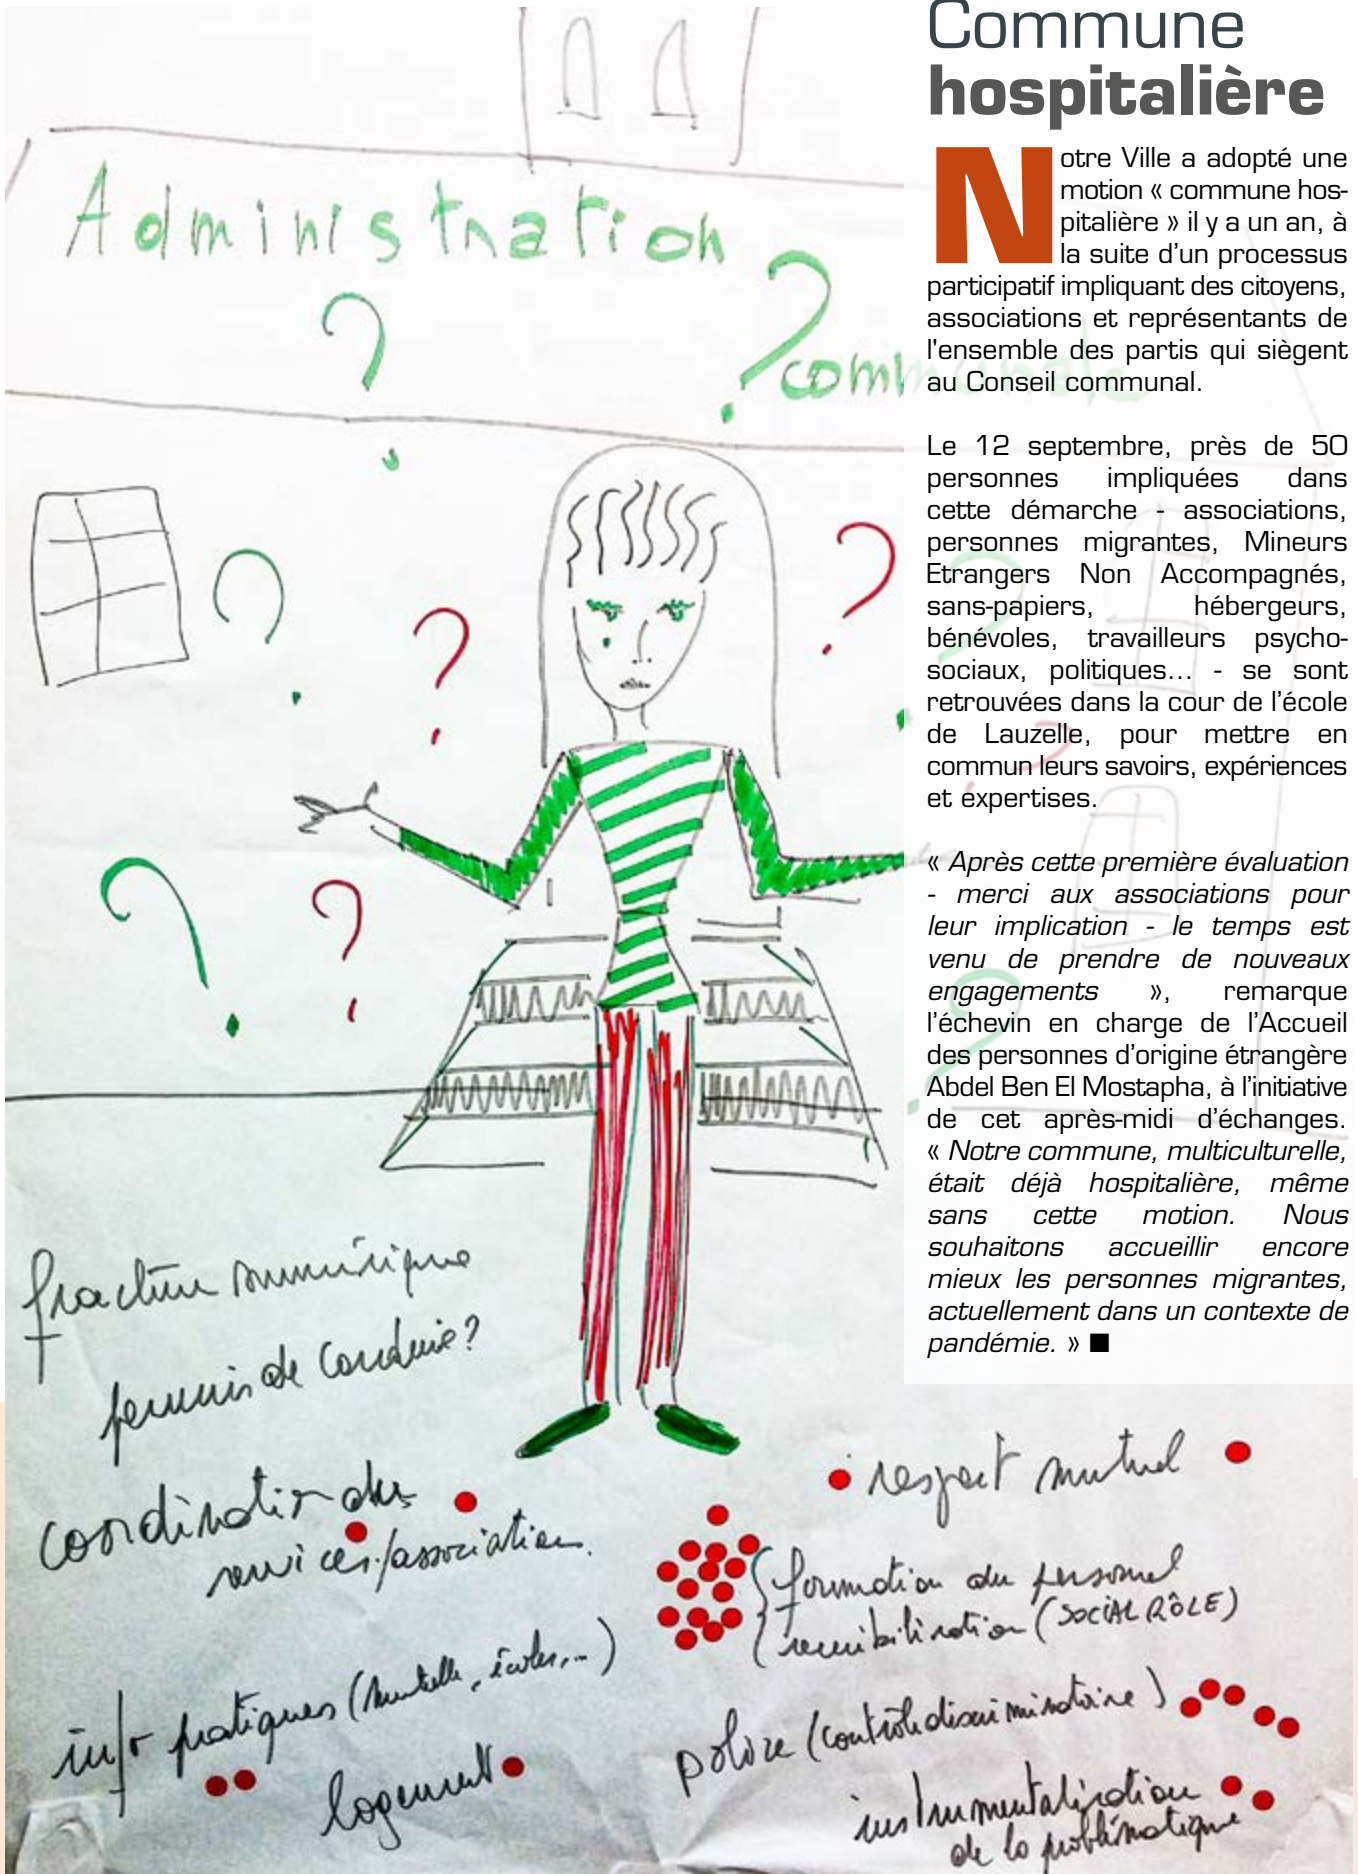 Commune
hospitalière
Notre Ville a adopté une
motion « commune hos-
pitalière » il y a un an, à
la suite d'un processus
participatif impliquant des citoyens,
associations et représentants de
l'ensemble des partis qui siègent
au Conseil communal.
Le 12 septembre, près de 50
personnes impliquées dans
cette démarche - associations,
personnes migrantes, Mineurs
Etrangers Non Accompagnés,
sans-papiers, hébergeurs,
bénévoles, travailleurs psycho-
sociaux, politiques... - se sont
retrouvées dans la cour de l'école
de Lauzelle, pour mettre en
commun leurs savoirs, expériences
et expertises.
« Après cette première évaluation
- merci aux associations pour
leur implication - le temps est
venu de prendre de nouveaux
engagements », remarque
l'échevin en charge de l'Accueil
des personnes d'origine étrangère
Abdel Ben El Mostapha, à l'initiative
de cet après-midi d'échanges.
« Notre commune, multiculturelle,
était déjà hospitalière, même
sans cette motion. Nous
souhaitons accueillir encore
mieux les personnes migrantes,
actuellement dans un contexte de
pandémie. » ■
Administration
? ?
communale
? ? ? ?
? ? ? ?
fracture numérique
permis de conduire ?
coordination des
services/associations.
info pratiques (mutuelle, écoles,...)
logement
respect mutuel
formation du personnel
sensibilisation (SOCIAL RÔLE)
police (contrôle discriminatoire)
instrumentalisation
de la problématique